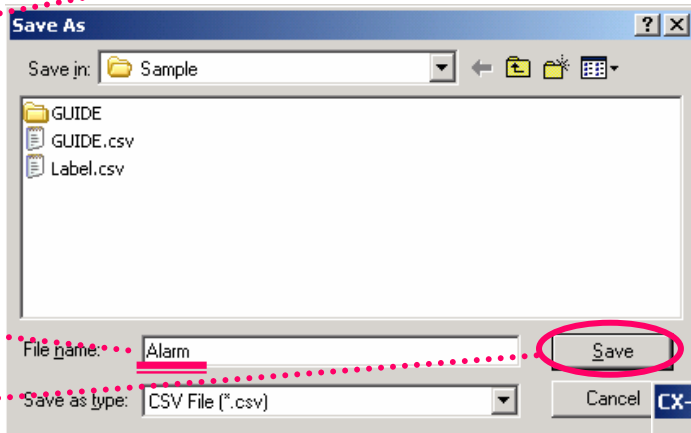 Save As
Save in: Sample
GUIDE
GUIDE.csv
Label.csv
File name: Alarm Save
Save as type: CSV File (*.csv) Cancel CX-